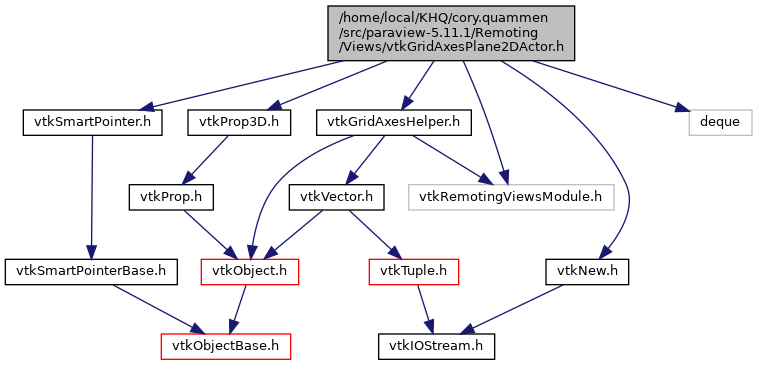 /home/local/KHQ/cory.quammen
/src/paraview-5.11.1/Remoting
/Views/vtkGridAxesPlane2DActor.h
vtkSmartPointer.h
vtkProp3D.h
vtkGridAxesHelper.h
deque
vtkProp.h
vtkVector.h
vtkRemotingViewsModule.h
vtkSmartPointerBase.h
vtkObject.h
vtkTuple.h
vtkNew.h
vtkObjectBase.h
vtkIOStream.h